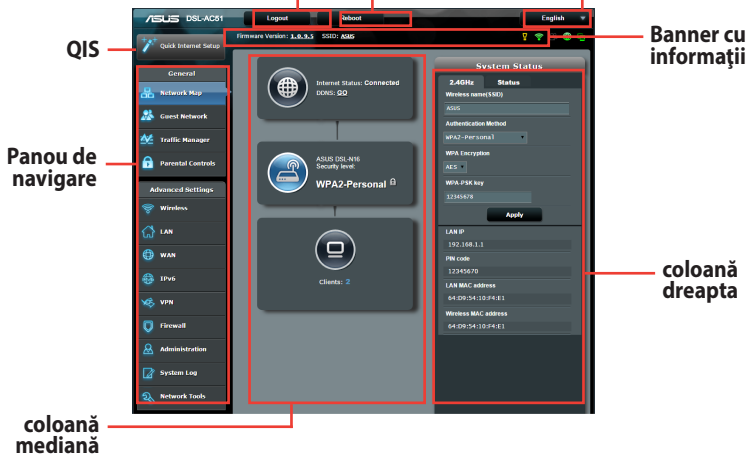 ASUS DSL-AC51
Logout
Reboot
English
Firmware Version: 1.0.9.5 SSID: ASUS
QIS
Quick Internet Setup
Banner cu
informaţii
General
Network Map
Guest Network
Traffic Manager
Parental Controls
Panou de
navigare
Advanced Settings
Wireless
LAN
WAN
IPv6
VPN
Firewall
Administration
System Log
Network Tools
Internet Status: Connected
DDNS: GO
ASUS DSL-N16
Security level:
WPA2-Personal
Clients: 2
System Status
2.4GHz Status
Wireless name(SSID)
ASUS
Authentication Method
WPA2-Personal
WPA Encryption
AES
WPA-PSK key
12345678
Apply
LAN IP
192.168.1.1
PIN code
12345670
LAN MAC address
64:D9:54:10:F4:E1
Wireless MAC address
64:D9:54:10:F4:E1
coloană
dreapta
coloană
mediană